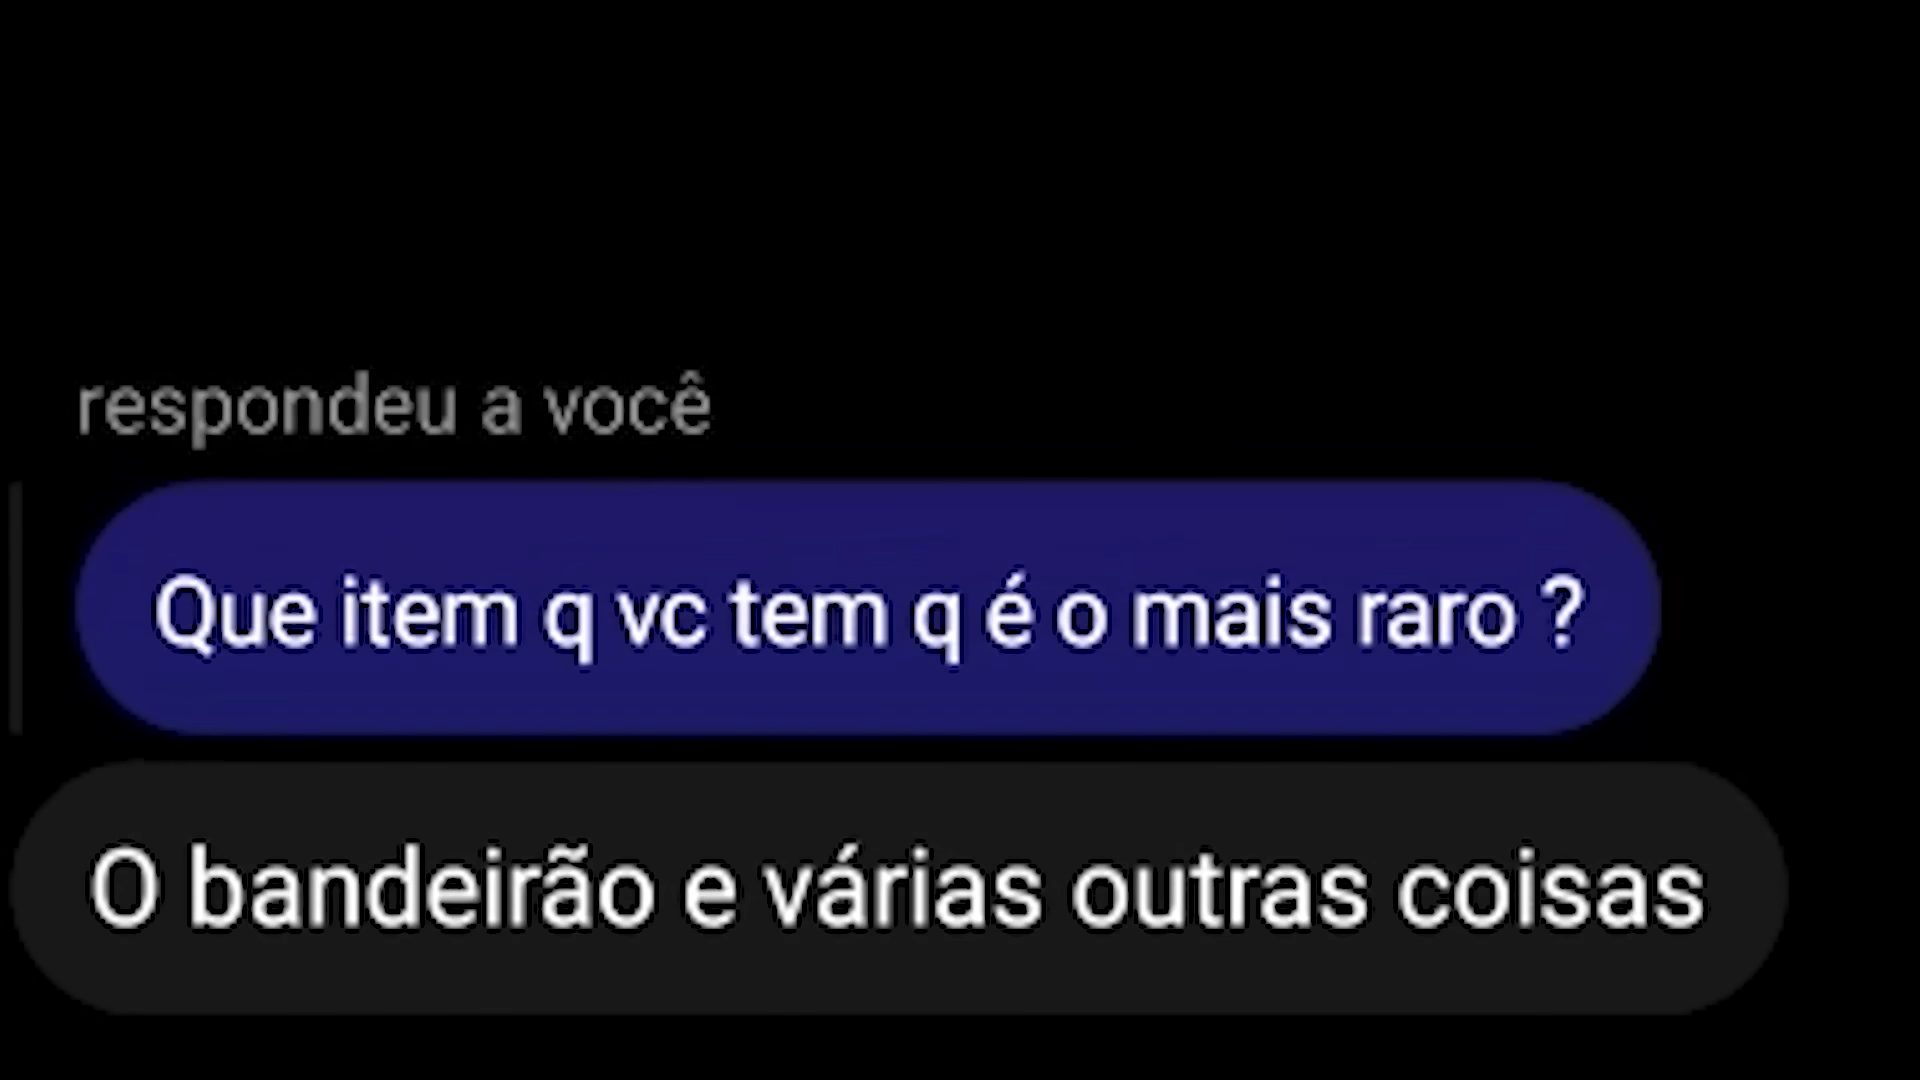 respondeu a você
Que item q vc tem q é o mais raro ?
O bandeirão e várias outras coisas